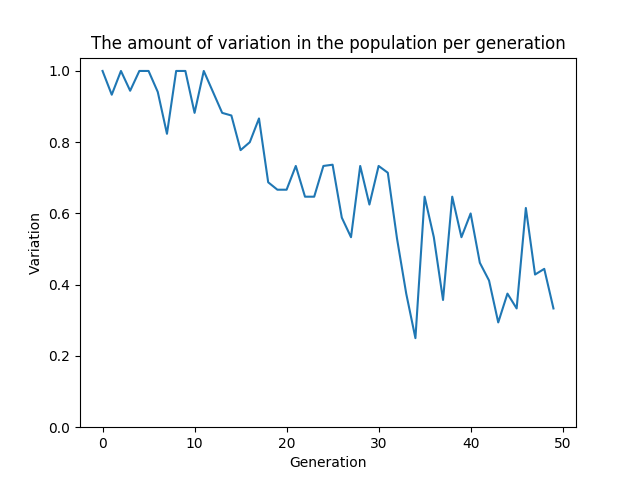 The amount of variation in the population per generation
1.0
0.8
0.6
0.4
0.2
0.0
Variation
0 10 20 30 40 50
Generation